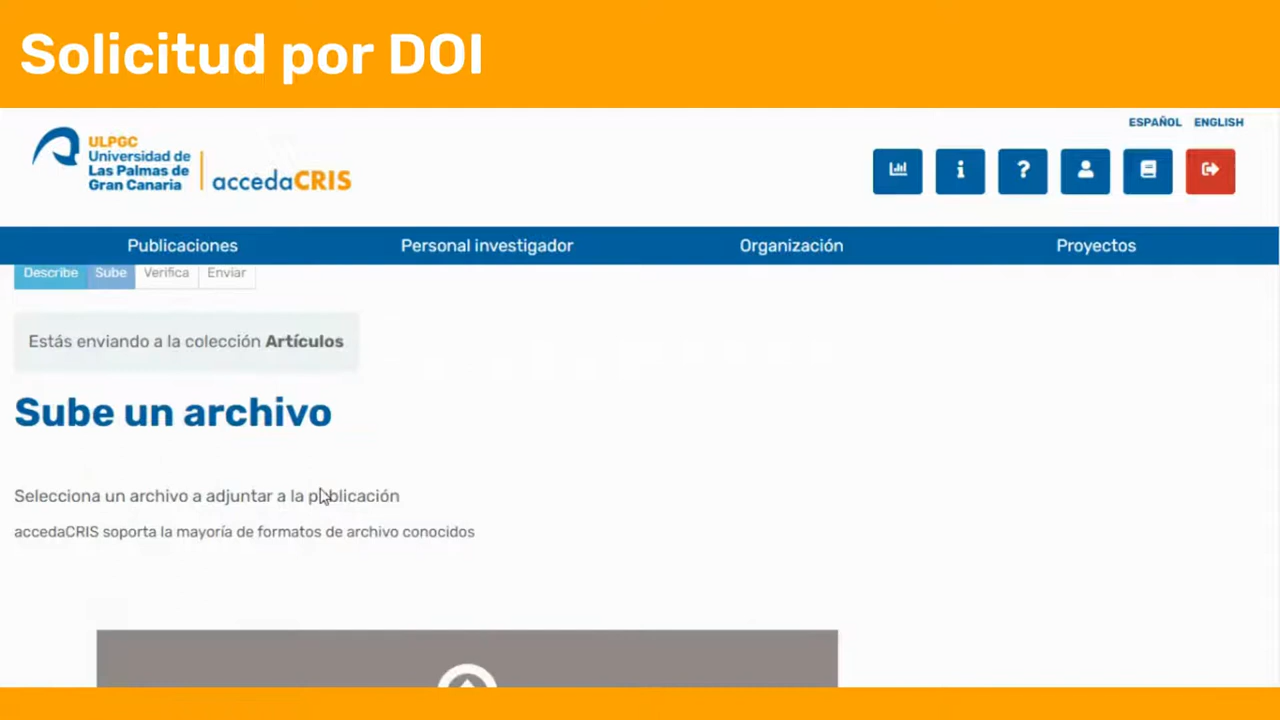 Solicitud por DOI
ESPAÑOL ENGLISH
ULPGC
Universidad de
Las Palmas de
Gran Canaria
accedaCRIS
Publicaciones Personal investigador Organización Proyectos
Describe Sube Verifica Enviar
Estás enviando a la colección Artículos
Sube un archivo
Selecciona un archivo a adjuntar a la publicación
accedaCRIS soporta la mayoría de formatos de archivo conocidos